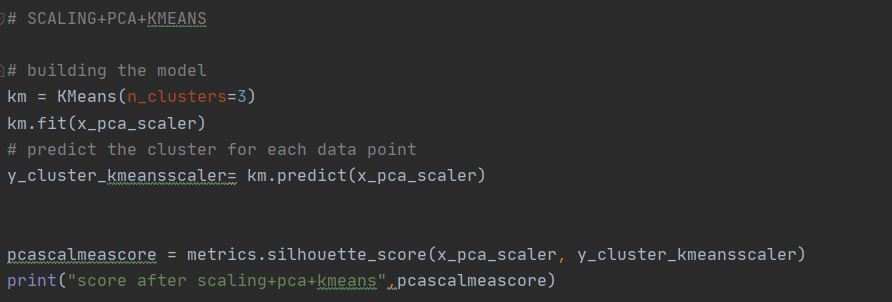 # SCALING+PCA+KMEANS
# building the model
km = KMeans(n_clusters=3)
km.fit(x_pca_scaler)
# predict the cluster for each data point
y_cluster_kmeansscaler= km.predict(x_pca_scaler)
pcascalmeascore = metrics.silhouette_score(x_pca_scaler, y_cluster_kmeansscaler)
print("score after scaling+pca+kmeans",pcascalmeascore)